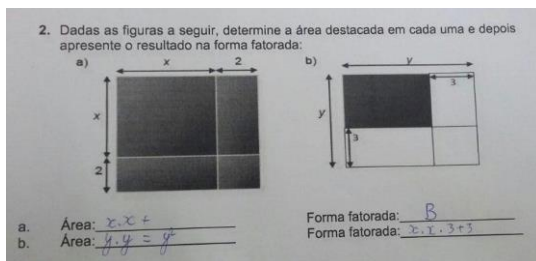 2. Dadas as figuras a seguir, determine a área destacada em cada uma e depois
apresente o resultado na forma fatorada:
a) x 2 b) y
3
x y
3
2
a. Área: x.x + Forma fatorada: B
b. Área: y.y = y² Forma fatorada: x.x.3+3